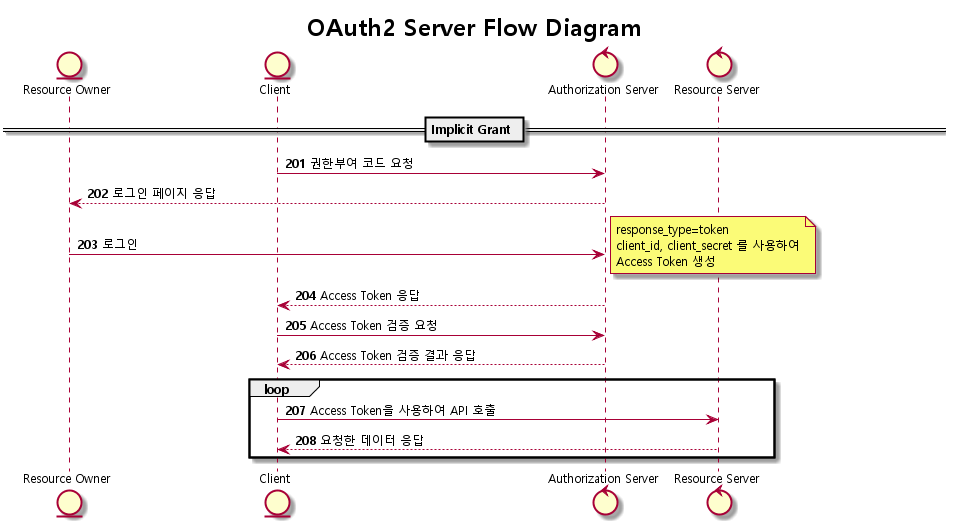 OAuth2 Server Flow Diagram
Resource Owner
Client
Authorization Server
Resource Server
Implicit Grant
201 권한부여 코드 요청
202 로그인 페이지 응답
203 로그인
response_type=token
client_id, client_secret 를 사용하여
Access Token 생성
204 Access Token 응답
205 Access Token 검증 요청
206 Access Token 검증 결과 응답
loop
207 Access Token을 사용하여 API 호출
208 요청한 데이터 응답
Resource Owner
Client
Authorization Server
Resource Server